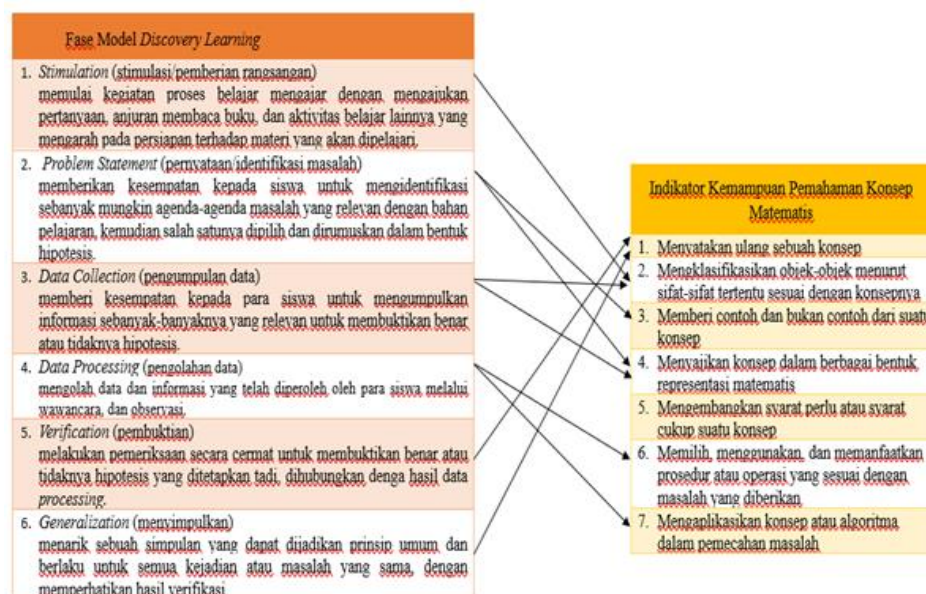 Fase Model Discovery Learning
1. Stimulation (stimulasi/pemberian rangsangan)
memulai kegiatan proses belajar mengajar dengan mengajukan
pertanyaan, anjuran membaca buku, dan aktivitas belajar lainnya yang
mengarah pada persiapan terhadap materi yang akan dipelajari.
2. Problem Statement (pernyataan/identifikasi masalah)
memberikan kesempatan kepada siswa untuk mengidentifikasi
sebanyak mungkin agenda-agenda masalah yang relevan dengan bahan
pelajaran, kemudian salah satunya dipilih dan dirumuskan dalam bentuk
hipotesis.
3. Data Collection (pengumpulan data)
memberi kesempatan kepada para siswa untuk mengumpulkan
informasi sebanyak-banyaknya yang relevan untuk membuktikan benar
atau tidaknya hipotesis.
4. Data Processing (pengolahan data)
mengolah data dan informasi yang telah diperoleh oleh para siswa melalui
wawancara, dan observasi.
5. Verification (pembuktian)
melakukan pemeriksaan secara cermat untuk membuktikan benar atau
tidaknya hipotesis yang ditetapkan tadi, dihubungkan denga hasil data
processing.
6. Generalization (menyimpulkan)
menarik sebuah simpulan yang dapat dijadikan prinsip umum dan
berlaku untuk semua kejadian atau masalah yang sama, dengan
memperhatikan hasil verifikasi
Indikator Kemampuan Pemahaman Konsep
Matematis
1. Menyatakan ulang sebuah konsep
2. Mengklasifikasikan objek-objek menurut
sifat-sifat tertentu sesuai dengan konsepnya
3. Memberi contoh dan bukan contoh dari suatu
konsep
4. Menyajikan konsep dalam berbagai bentuk
representasi matematis
5. Mengembangkan syarat perlu atau syarat
cukup suatu konsep
6. Memilih, menggunakan, dan memanfaatkan
prosedur atau operasi yang sesuai dengan
masalah yang diberikan
7. Mengaplikasikan konsep atau algoritma
dalam pemecahan masalah